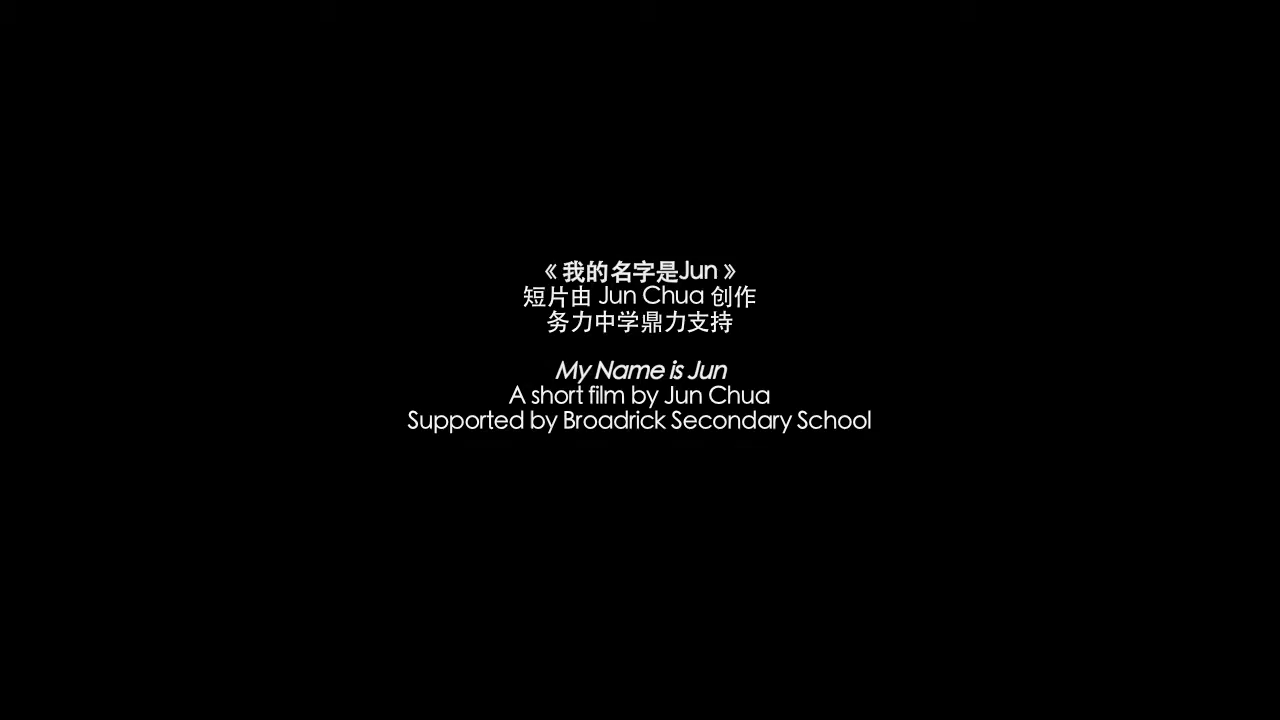 《我的名字是Jun》
短片由 Jun Chua 创作
务力中学鼎力支持
My Name is Jun
A short film by Jun Chua
Supported by Broadrick Secondary School